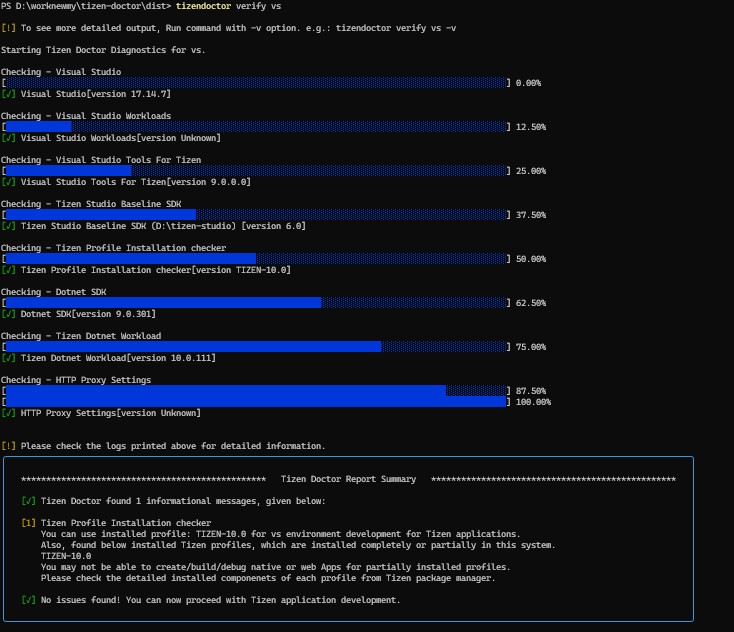 PS D:\worknewmy\tizen-doctor\dist> tizendoctor verify vs
[!] To see more detailed output, Run command with -v option. e.g.: tizendoctor verify vs -v
Starting Tizen Doctor Diagnostics for vs.
Checking - Visual Studio
[ ] 0.00%
[√] Visual Studio[version 17.14.7]
Checking - Visual Studio Workloads
[ ] 12.50%
[√] Visual Studio Workloads[version Unknown]
Checking - Visual Studio Tools For Tizen
[ ] 25.00%
[√] Visual Studio Tools For Tizen[version 9.0.0.0]
Checking - Tizen Studio Baseline SDK
[ ] 37.50%
[√] Tizen Studio Baseline SDK (D:\tizen-studio) [version 6.0]
Checking - Tizen Profile Installation checker
[ ] 50.00%
[√] Tizen Profile Installation checker[version TIZEN-10.0]
Checking - Dotnet SDK
[ ] 62.50%
[√] Dotnet SDK[version 9.0.301]
Checking - Tizen Dotnet Workload
[ ] 75.00%
[√] Tizen Dotnet Workload[version 10.0.111]
Checking - HTTP Proxy Settings
[ ] 87.50%
[ ] 100.00%
[√] HTTP Proxy Settings[version Unknown]
[!] Please check the logs printed above for detailed information.
************************************************* Tizen Doctor Report Summary *************************************************
[√] Tizen Doctor found 1 informational messages, given below:
[1] Tizen Profile Installation checker
You can use installed profile: TIZEN-10.0 for vs environment development for Tizen applications.
Also, found below installed Tizen profiles, which are installed completely or partially in this system.
TIZEN-10.0
You may not be able to create/build/debug native or web Apps for partially installed profiles.
Please check the detailed installed componenets of each profile from Tizen package manager.
[√] No issues found! You can now proceed with Tizen application development.